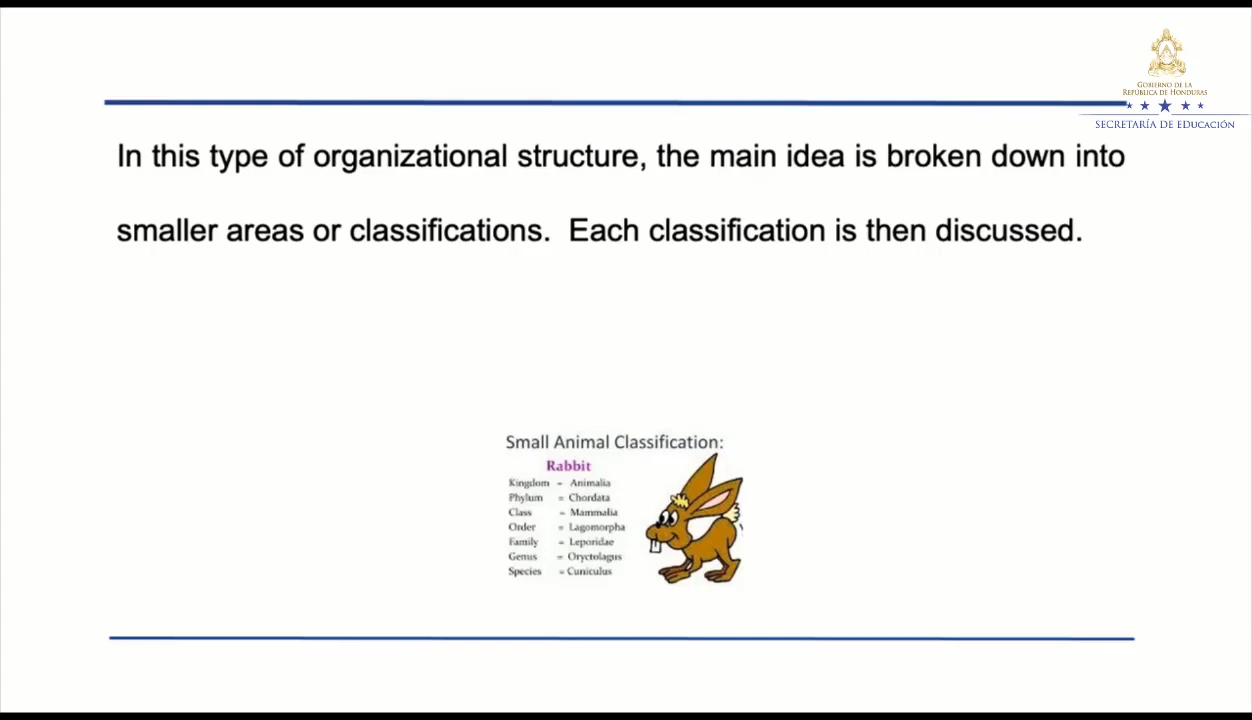 GOBIERNO DE LA
REPÚBLICA DE HONDURAS
SECRETARÍA DE EDUCACIÓN
In this type of organizational structure, the main idea is broken down into
smaller areas or classifications.  Each classification is then discussed.
Small Animal Classification:
Rabbit
Kingdom = Animalia
Phylum = Chordata
Class = Mammalia
Order = Lagomorpha
Family = Leporidae
Genus = Oryctolagus
Species = Cuniculus